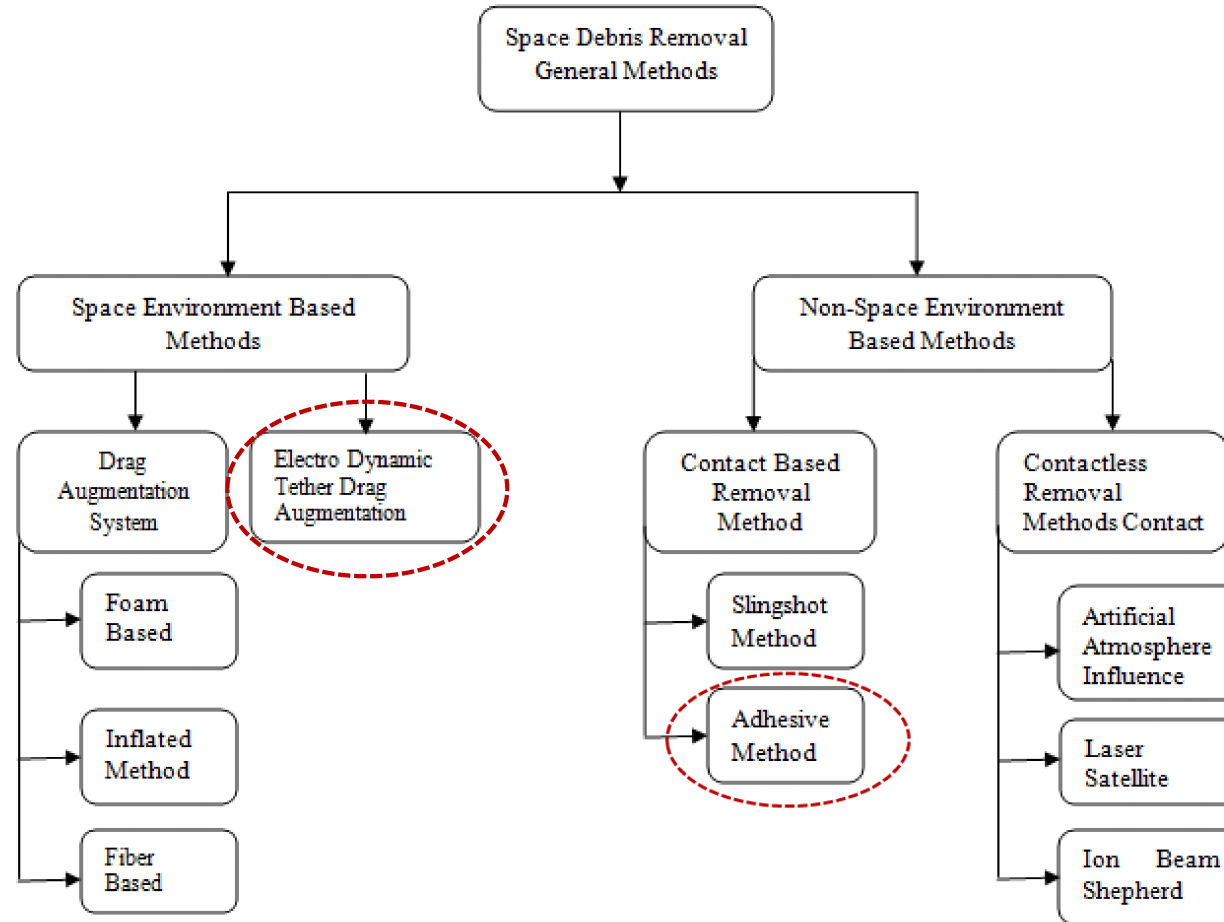 Space Debris Removal
General Methods
Space Environment Based
Methods
Non-Space Environment
Based Methods
Drag
Augmentation
System
Electro Dynamic
Tether Drag
Augmentation
Contact Based
Removal
Method
Contactless
Removal
Methods Contact
Foam
Based
Inflated
Method
Fiber
Based
Slingshot
Method
Adhesive
Method
Artificial
Atmosphere
Influence
Laser
Satellite
Ion Beam
Shepherd